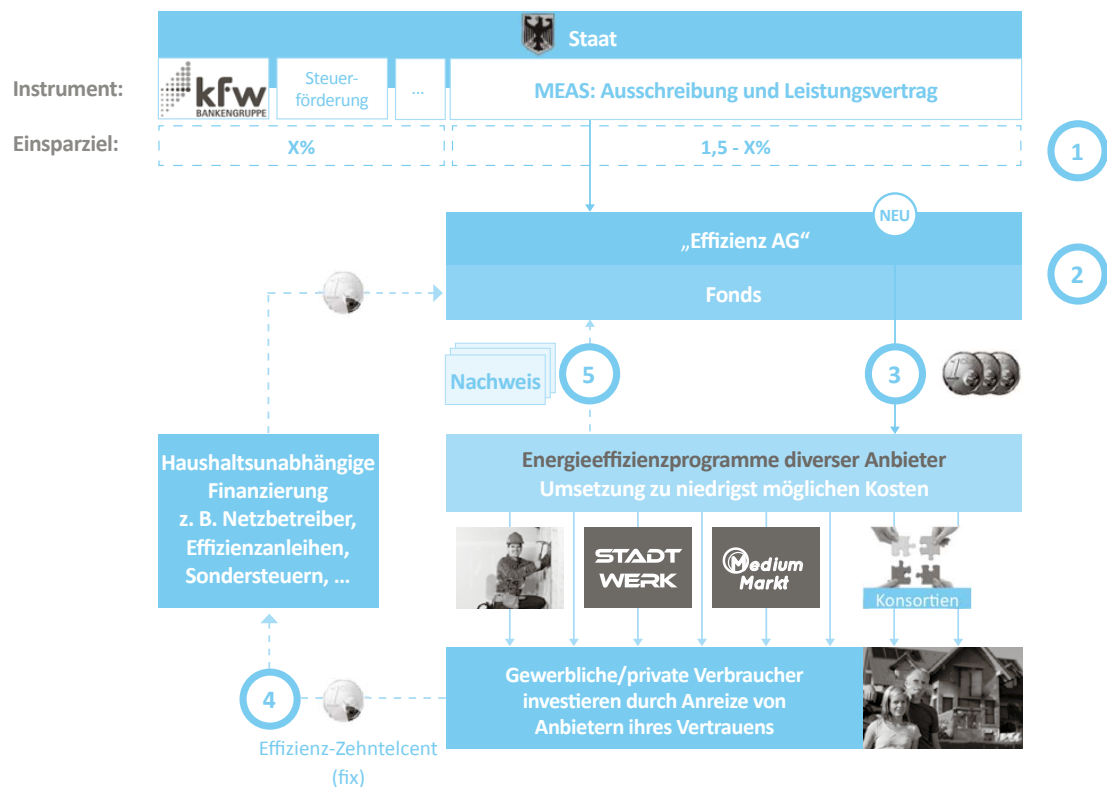 Staat
Instrument:
kfw
BANKENGRUPPE
Steuer-
förderung
...
MEAS: Ausschreibung und Leistungsvertrag
Einsparziel:
X%
1,5 - X%
1
NEU
„Effizienz AG“
Fonds
2
Nachweis
5
3
Haushaltsunabhängige
Finanzierung
z. B. Netzbetreiber,
Effizienzanleihen,
Sondersteuern, ...
Energieeffizienzprogramme diverser Anbieter
Umsetzung zu niedrigst möglichen Kosten
STADT
WERK
Medium
Markt
Konsortien
Gewerbliche/private Verbraucher
investieren durch Anreize von
Anbietern ihres Vertrauens
4
Effizienz-Zehntelcent
(fix)